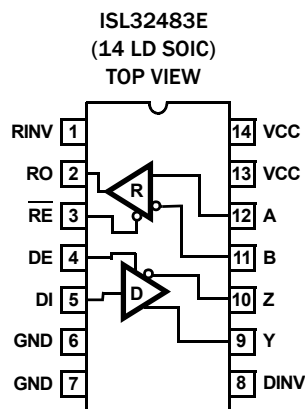 ISL32483E
(14 LD SOIC)
TOP VIEW
RINV 1 14 VCC
RO 2 13 VCC
R
RE 3 12 A
DE 4 11 B
DI 5 10 Z
D
GND 6 9 Y
GND 7 8 DINV